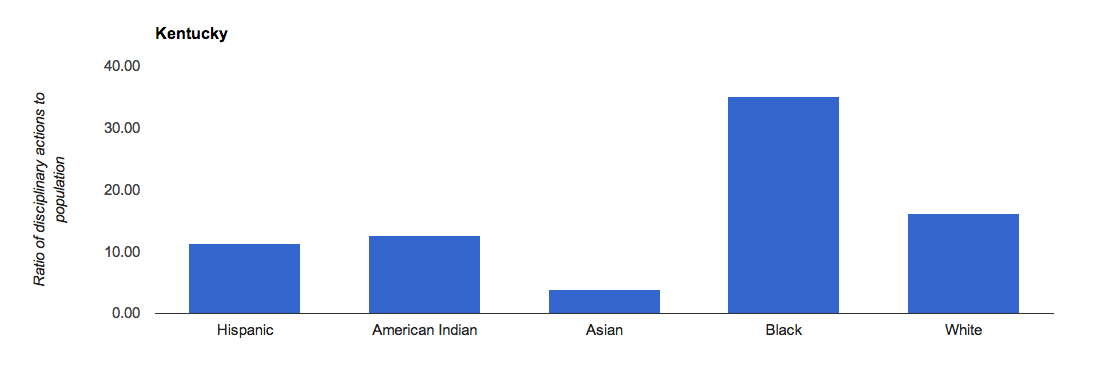 Kentucky
40.00
30.00
20.00
10.00
0.00
Ratio of disciplinary actions to
population
Hispanic
American Indian
Asian
Black
White